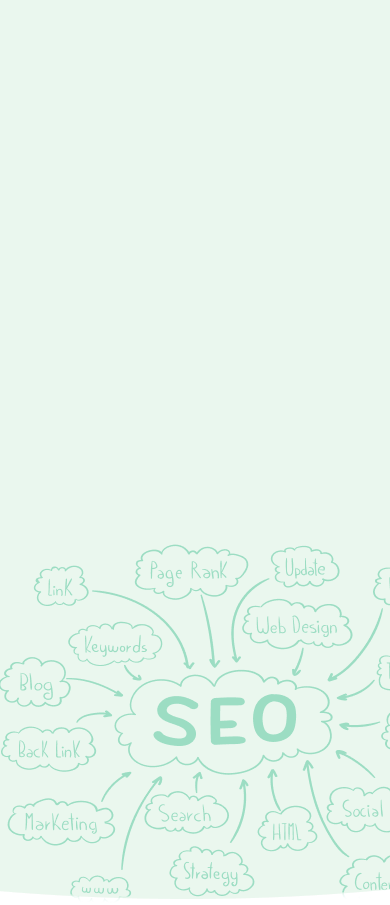 Page Rank
Update
Link
Web Design
Keywords
Blog
SEO
Back Link
Search
Social
Marketing
HTML
Strategy
www